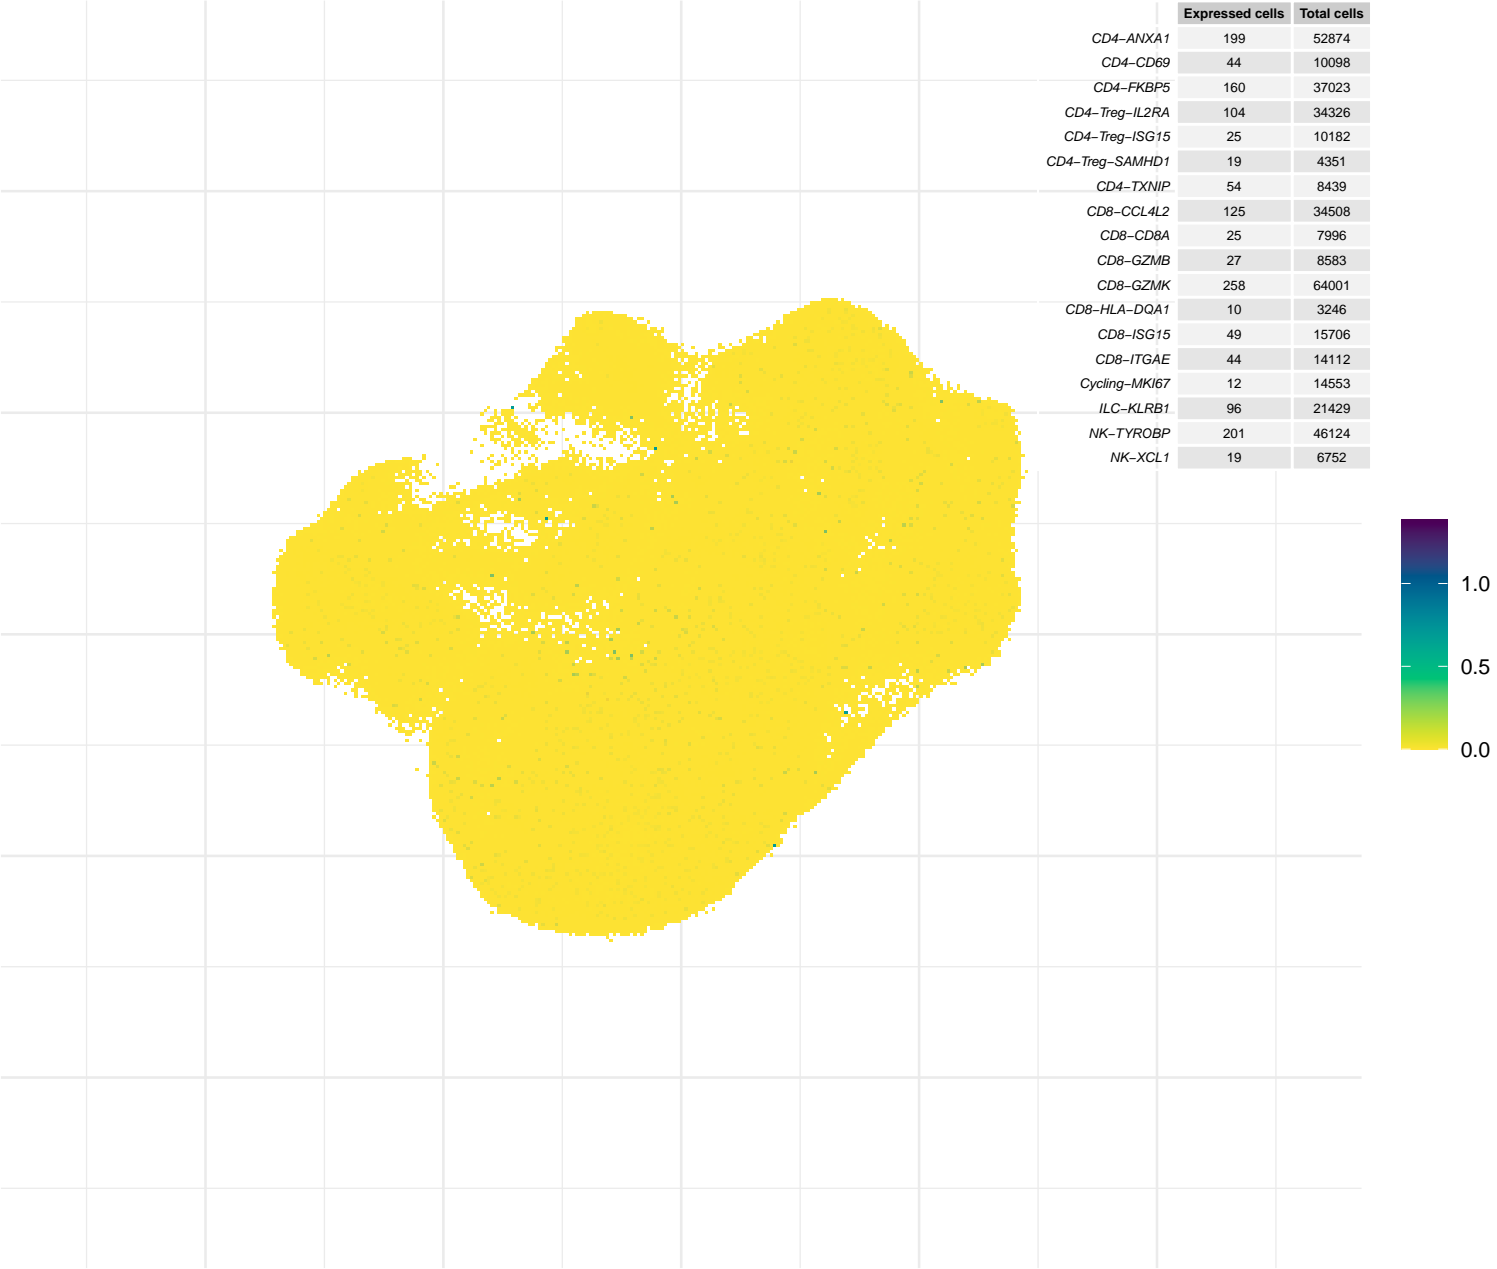 Expressed cells Total cells
CD4−ANXA1 199 52874
CD4−CD69 44 10098
CD4−FKBP5 160 37023
CD4−Treg−IL2RA 104 34326
CD4−Treg−ISG15 25 10182
CD4−Treg−SAMHD1 19 4351
CD4−TXNIP 54 8439
CD8−CCL4L2 125 34508
CD8−CD8A 25 7996
CD8−GZMB 27 8583
CD8−GZMK 258 64001
CD8−HLA−DQA1 10 3246
CD8−ISG15 49 15706
CD8−ITGAE 44 14112
Cycling−MKI67 12 14553
ILC−KLRB1 96 21429
NK−TYROBP 201 46124
NK−XCL1 19 6752
1.0
0.5
0.0